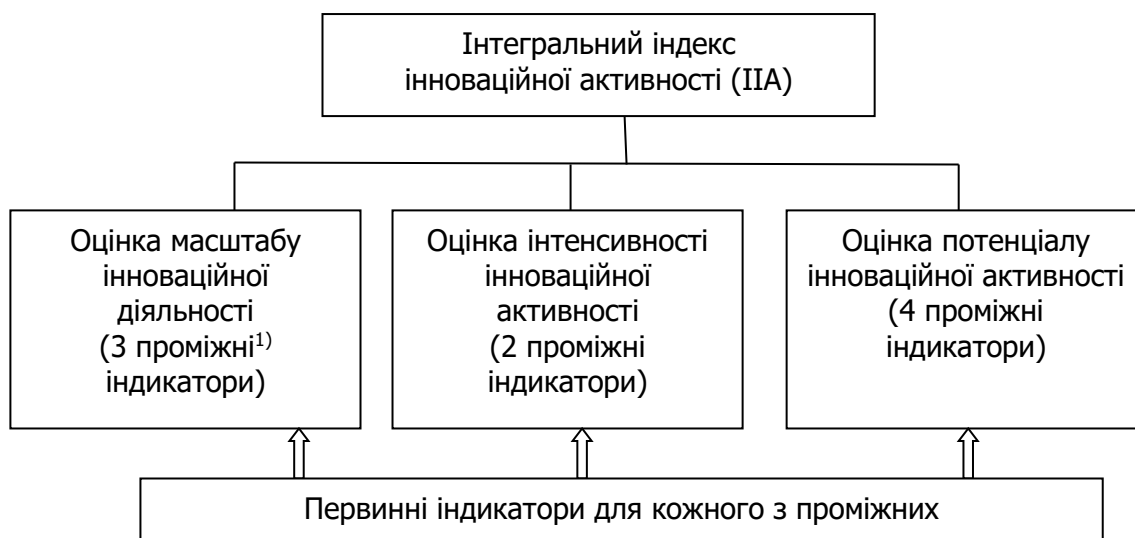 Інтегральний індекс
інноваційної активності (ІІА)
Оцінка масштабу
інноваційної
діяльності
(3 проміжні1)
індикатори)
Оцінка інтенсивності
інноваційної
активності
(2 проміжні
індикатори)
Оцінка потенціалу
інноваційної активності
(4 проміжні
індикатори)
Первинні індикатори для кожного з проміжних